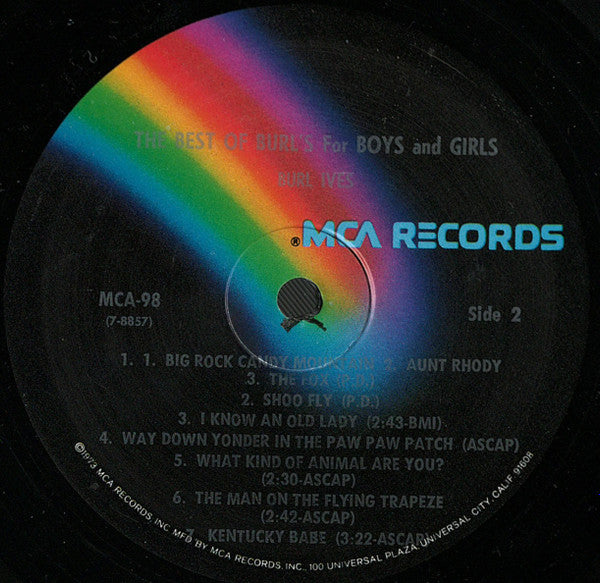 THE BEST OF BURL'S For BOYS and GIRLS
BURL IVES
®MCA RECORDS
MCA-98
(7-8857)
Side 2
1. 1. BIG ROCK CANDY MOUNTAIN 2. AUNT RHODY
3. THE FOX (P.D.)
2. SHOO FLY (P.D.)
3. I KNOW AN OLD LADY (2:43-BMI)
4. WAY DOWN YONDER IN THE PAW PAW PATCH (ASCAP)
5. WHAT KIND OF ANIMAL ARE YOU?
(2:30-ASCAP)
6. THE MAN ON THE FLYING TRAPEZE
(2:42-ASCAP)
7. KENTUCKY BABE (3:22-ASCAP)
©1973 MCA RECORDS, INC. MFD BY MCA RECORDS, INC., 100 UNIVERSAL PLAZA, UNIVERSAL CITY, CALIF. 91608